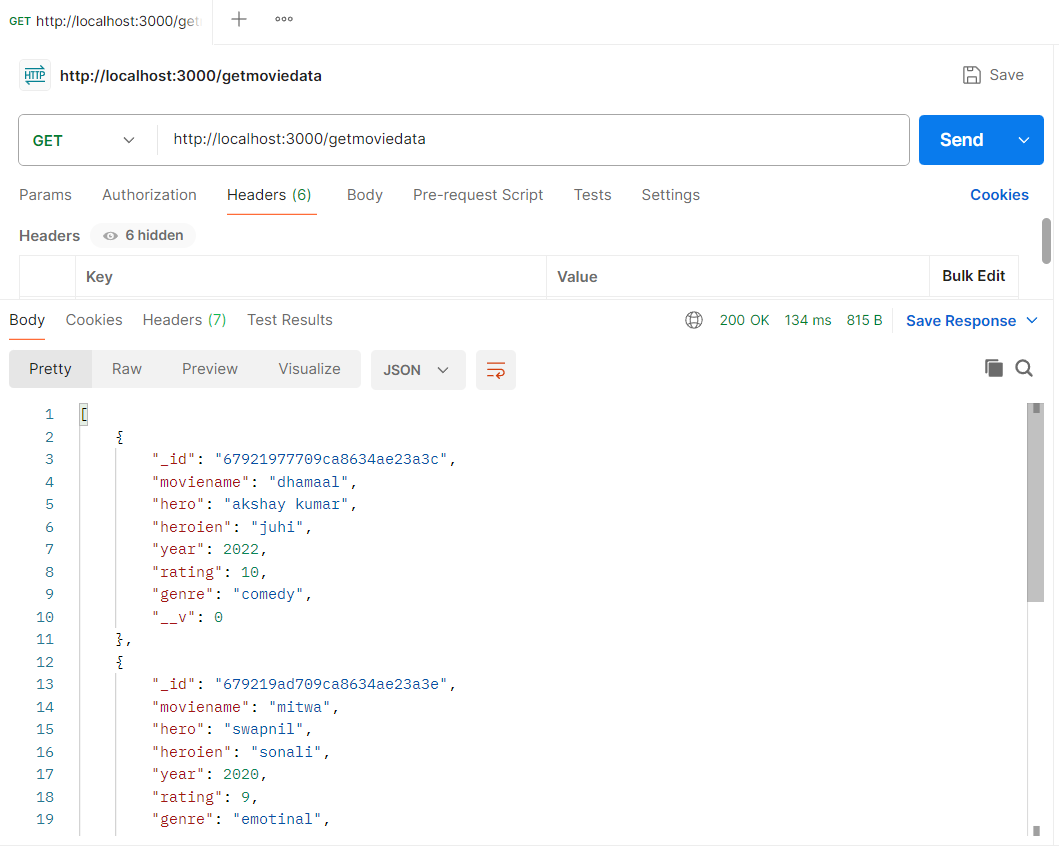 GET http://localhost:3000/get
http://localhost:3000/getmoviedata
Save
GET http://localhost:3000/getmoviedata Send
Params Authorization Headers (6) Body Pre-request Script Tests Settings Cookies
Headers 6 hidden
Key Value Bulk Edit
Body Cookies Headers (7) Test Results 200 OK 134 ms 815 B Save Response
Pretty Raw Preview Visualize JSON
1 [
2 {
3 "_id": "67921977709ca8634ae23a3c",
4 "moviename": "dhamaal",
5 "hero": "akshay kumar",
6 "heroien": "juhi",
7 "year": 2022,
8 "rating": 10,
9 "genre": "comedy",
10 "__v": 0
11 },
12 {
13 "_id": "679219ad709ca8634ae23a3e",
14 "moviename": "mitwa",
15 "hero": "swapnil",
16 "heroien": "sonali",
17 "year": 2020,
18 "rating": 9,
19 "genre": "emotinal",